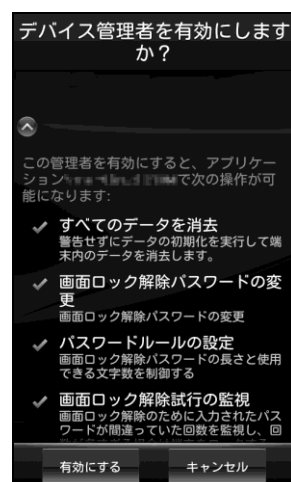 デバイス管理者を有効にします
か？
この管理者を有効にすると、アプリケー
ションで次の操作が可
能になります:
すべてのデータを消去
警告せずにデータの初期化を実行して端
末内のデータを消去します。
画面ロック解除パスワードの変
更
画面ロック解除パスワードの変更
パスワードルールの設定
画面ロック解除パスワードの長さと使用
できる文字数を制御する
画面ロック解除試行の監視
画面ロック解除のために入力されたパス
ワードが間違っていた回数を監視し、回
有効にする
キャンセル